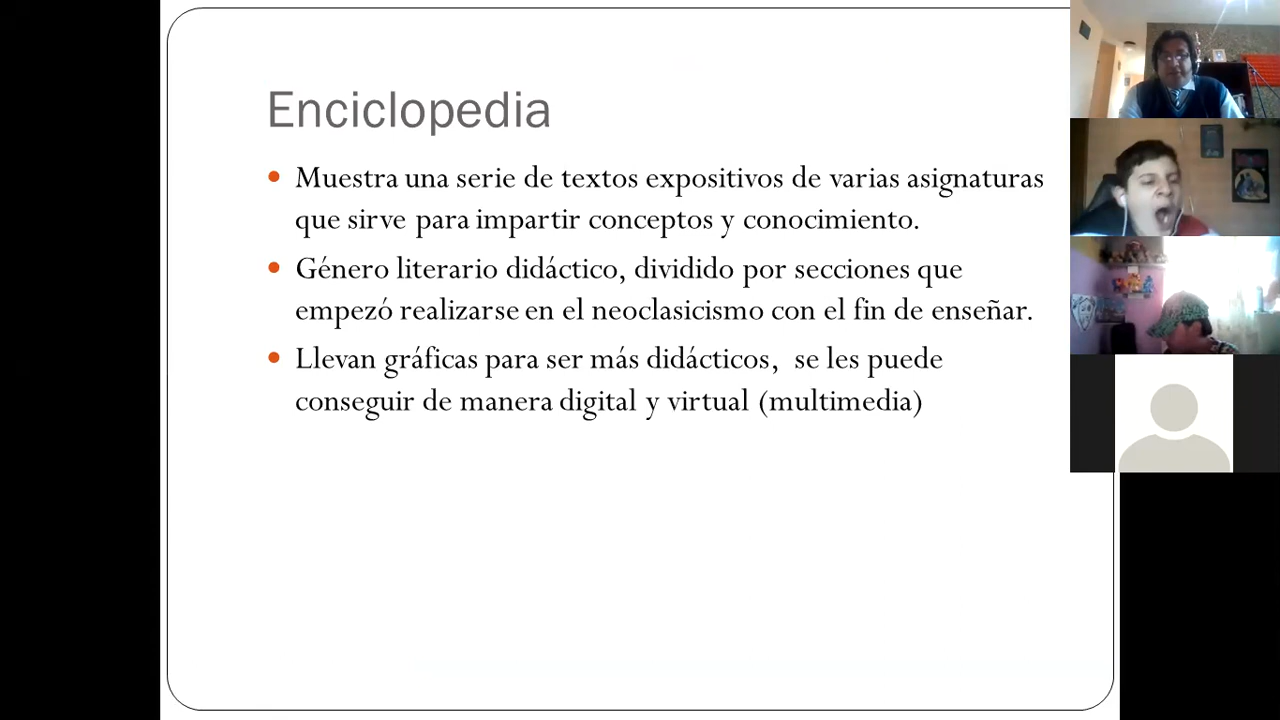 Enciclopedia
Muestra una serie de textos expositivos de varias asignaturas
que sirve para impartir conceptos y conocimiento.
Género literario didáctico, dividido por secciones que
empezó realizarse en el neoclasicismo con el fin de enseñar.
Llevan gráficas para ser más didácticos, se les puede
conseguir de manera digital y virtual (multimedia)